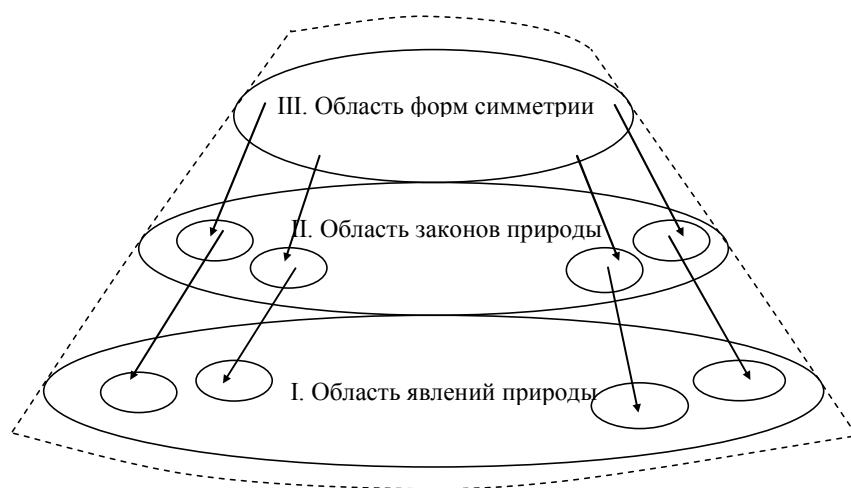 III. Область форм симметрии
II. Область законов природы
I. Область явлений природы